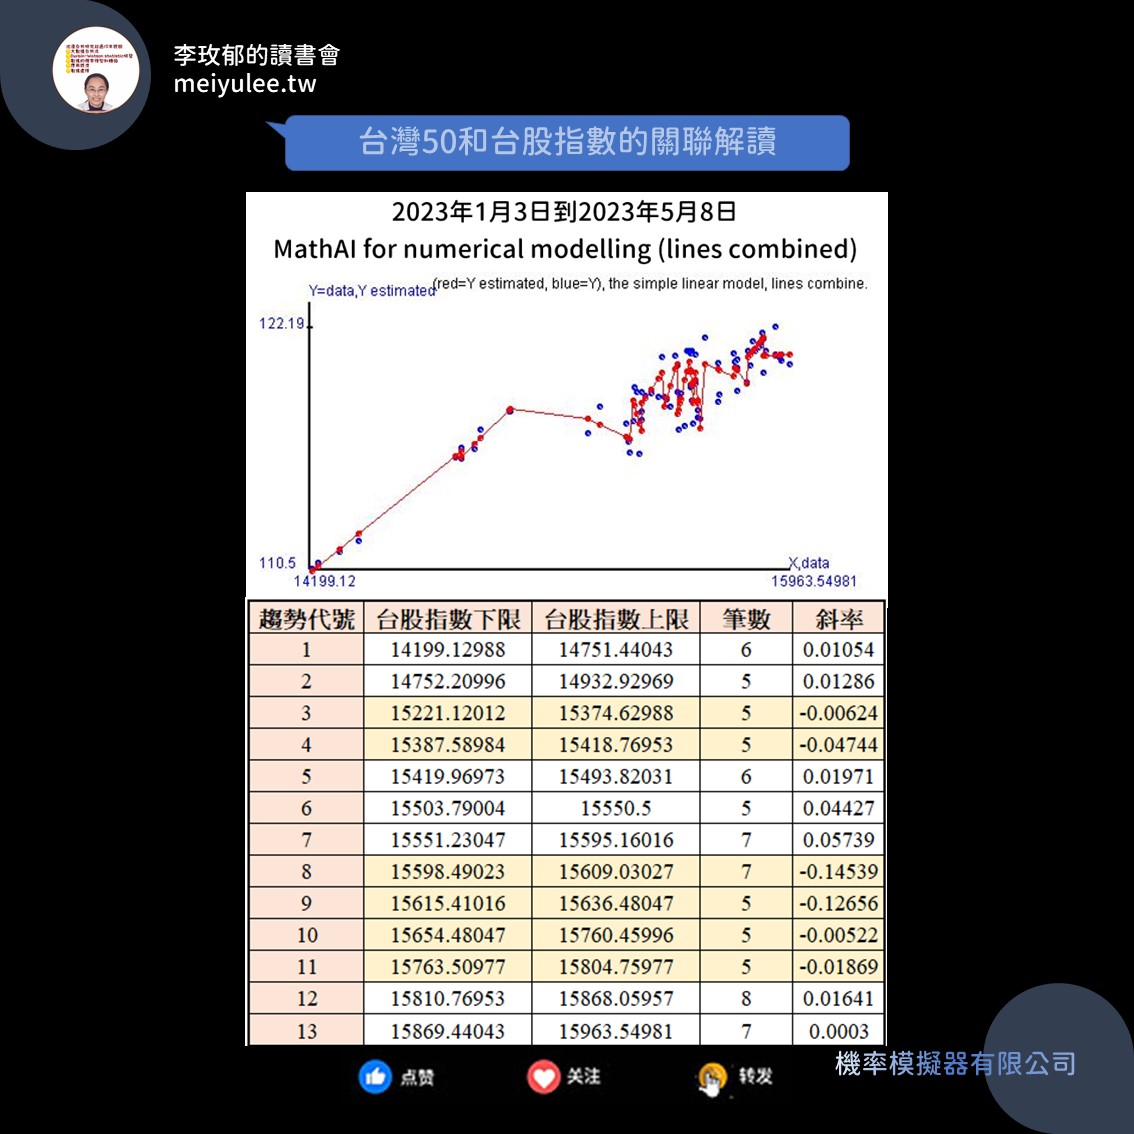 李玫郁的讀書會
meiyulee.tw
台灣50和台股指數的關聯解讀
2023年1月3日到2023年5月8日
MathAI for numerical modelling (lines combined)
Y=data,Y estimated
(red=Y estimated, blue=Y), the simple linear model, lines combine.
122.19
110.5
X,data
14199.12
15963.54981
趨勢代號 台股指數下限 台股指數上限 筆數 斜率
1 14199.12988 14751.44043 6 0.01054
2 14752.20996 14932.92969 5 0.01286
3 15221.12012 15374.62988 5 -0.00624
4 15387.58984 15418.76953 5 -0.04744
5 15419.96973 15493.82031 6 0.01971
6 15503.79004 15550.5 5 0.04427
7 15551.23047 15595.16016 7 0.05739
8 15598.49023 15609.03027 7 -0.14539
9 15615.41016 15636.48047 5 -0.12656
10 15654.48047 15760.45996 5 -0.00522
11 15763.50977 15804.75977 5 -0.01869
12 15810.76953 15868.05957 8 0.01641
13 15869.44043 15963.54981 7 0.0003
机率模擬器有限公司
点赞 关注 转发